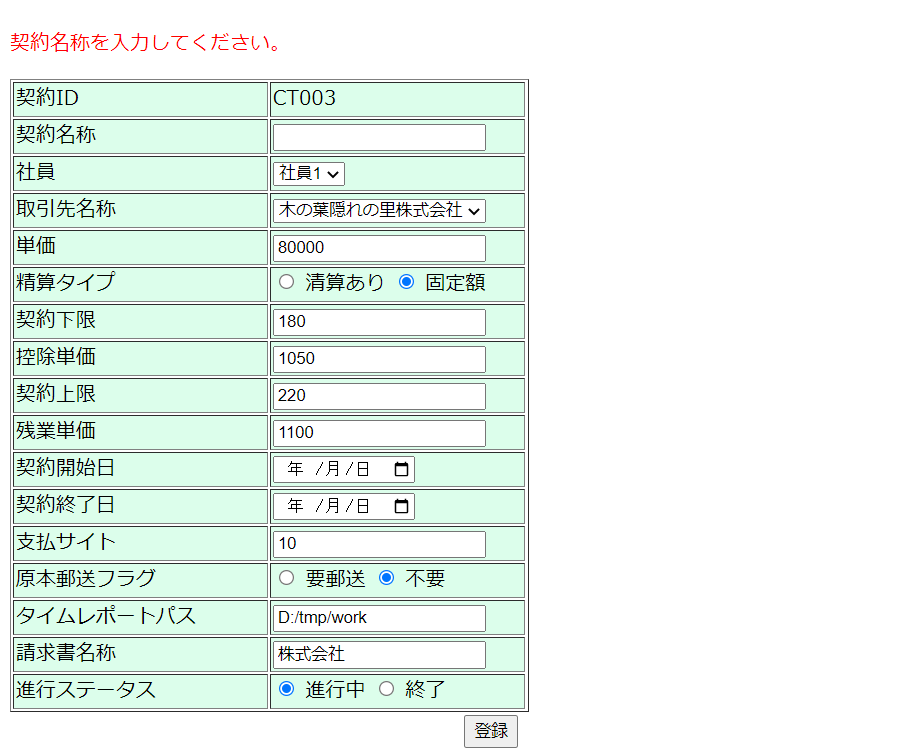 契約名称を入力してください。
契約ID CT003
契約名称
社員 社員1
取引先名称 木の葉隠れの里株式会社
単価 80000
精算タイプ 清算あり 固定額
契約下限 180
控除単価 1050
契約上限 220
残業単価 1100
契約開始日 年 /月/日
契約終了日 年 /月/日
支払サイト 10
原本郵送フラグ 要郵送 不要
タイムレポートパス D:/tmp/work
請求書名称 株式会社
進行ステータス 進行中 終了
登録